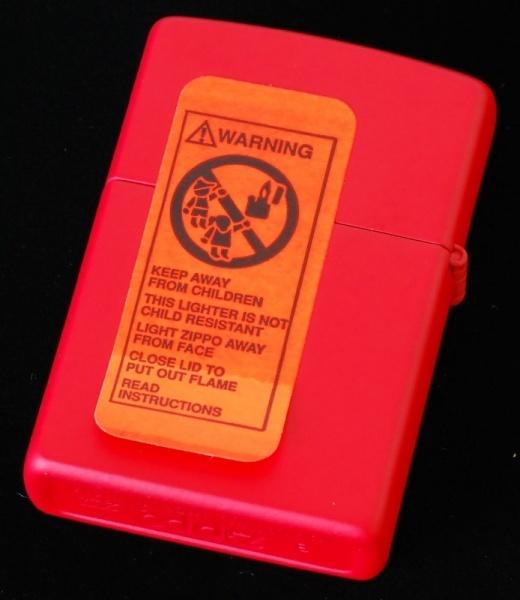 WARNING
KEEP AWAY
FROM CHILDREN
THIS LIGHTER IS NOT
CHILD RESISTANT
LIGHT ZIPPO AWAY
FROM FACE
CLOSE LID TO
PUT OUT FLAME
READ
INSTRUCTIONS